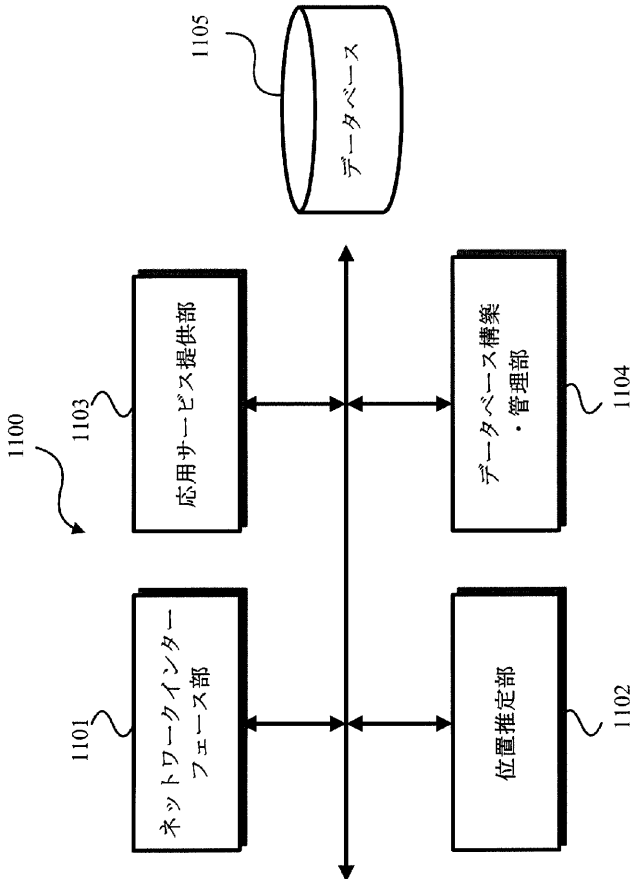 1100
1101
ネットワークインター
フェース部
1103
応用サービス提供部
1105
データベース
位置推定部
1102
データベース構築
・管理部
1104